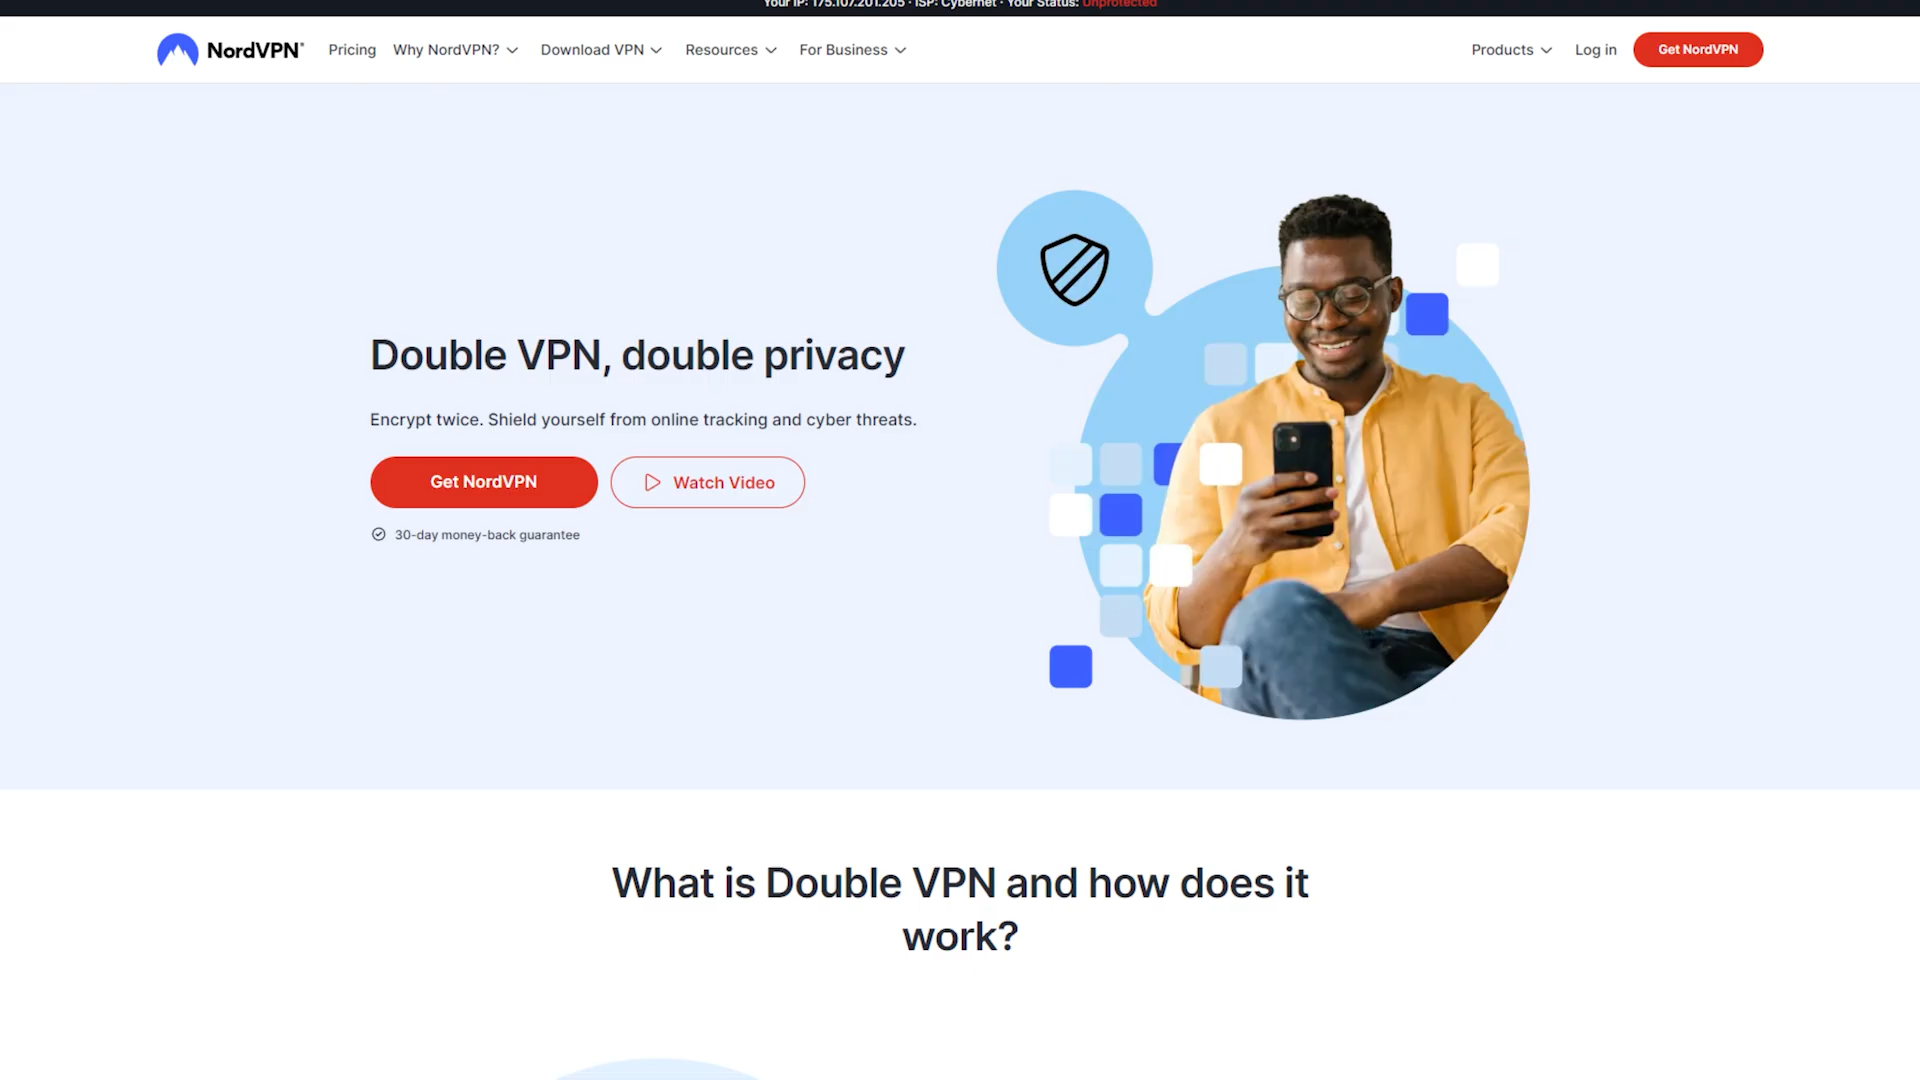 Your IP: 175.107.201.205 · ISP: Cybernet · Your Status: Unprotected
NordVPN®
Pricing
Why NordVPN?
Download VPN
Resources
For Business
Products
Log in
Get NordVPN
Double VPN, double privacy
Encrypt twice. Shield yourself from online tracking and cyber threats.
Get NordVPN
Watch Video
30-day money-back guarantee
What is Double VPN and how does it
work?